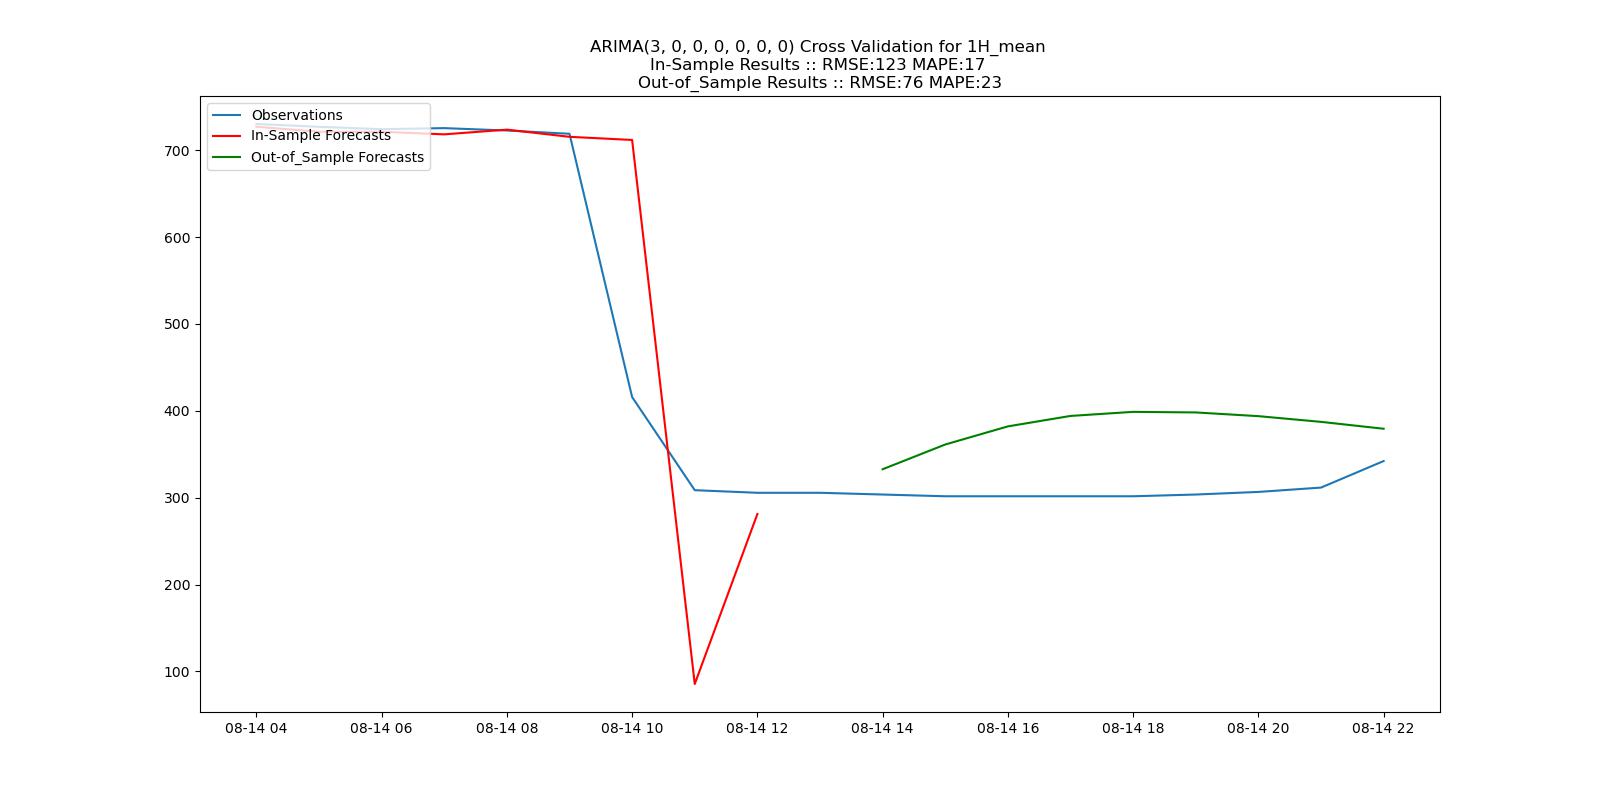 ARIMA(3, 0, 0, 0, 0, 0, 0) Cross Validation for 1H_mean
In-Sample Results :: RMSE:123 MAPE:17
Out-of_Sample Results :: RMSE:76 MAPE:23
Observations
In-Sample Forecasts
Out-of_Sample Forecasts
700
600
500
400
300
200
100
08-14 04 08-14 06 08-14 08 08-14 10 08-14 12 08-14 14 08-14 16 08-14 18 08-14 20 08-14 22